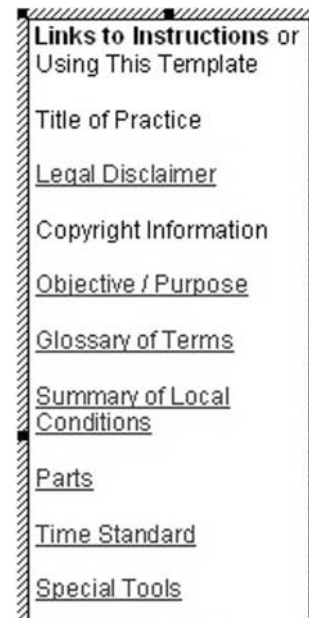 Links to Instructions or
Using This Template
Title of Practice
Legal Disclaimer
Copyright Information
Objective / Purpose
Glossary of Terms
Summary of Local
Conditions
Parts
Time Standard
Special Tools